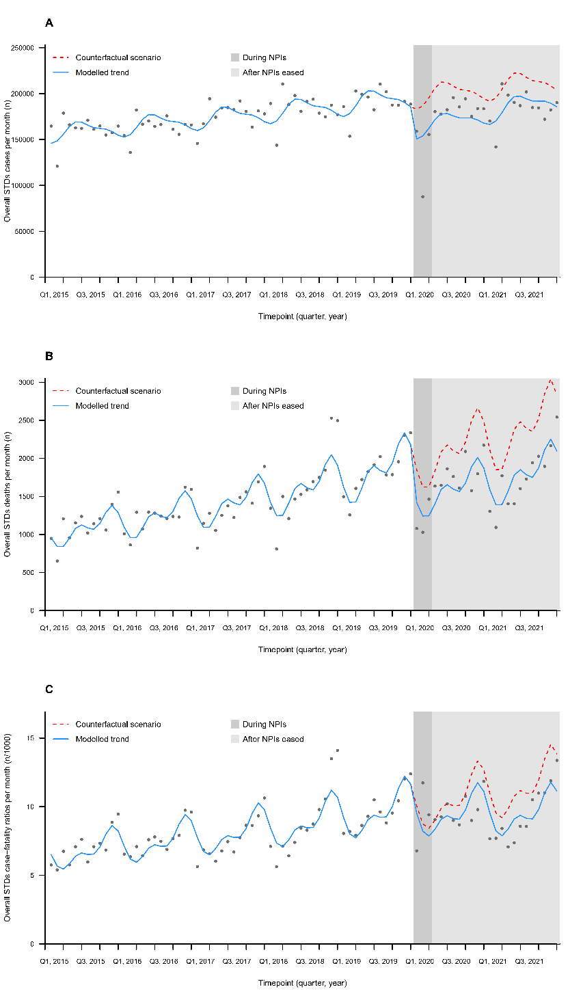 A
Overall STDs cases per month (n)
250000
200000
150000
100000
50000
0
Counterfactual scenario
During NPIs
Modelled trend
After NPIs eased
Q1, 2015 Q3, 2015 Q1, 2016 Q3, 2016 Q1, 2017 Q3, 2017 Q1, 2018 Q3, 2018 Q1, 2019 Q3, 2019 Q1, 2020 Q3, 2020 Q1, 2021 Q3, 2021
Timepoint (quarter, year)
B
Overall STDs deaths per month (n)
3000
2500
2000
1500
1000
500
0
Counterfactual scenario
During NPIs
Modelled trend
After NPIs eased
Q1, 2015 Q3, 2015 Q1, 2016 Q3, 2016 Q1, 2017 Q3, 2017 Q1, 2018 Q3, 2018 Q1, 2019 Q3, 2019 Q1, 2020 Q3, 2020 Q1, 2021 Q3, 2021
Timepoint (quarter, year)
C
Overall STDs case−fatality ratios per month (n/1000)
15
10
5
0
Counterfactual scenario
During NPIs
Modelled trend
After NPIs eased
Q1, 2015 Q3, 2015 Q1, 2016 Q3, 2016 Q1, 2017 Q3, 2017 Q1, 2018 Q3, 2018 Q1, 2019 Q3, 2019 Q1, 2020 Q3, 2020 Q1, 2021 Q3, 2021
Timepoint (quarter, year)